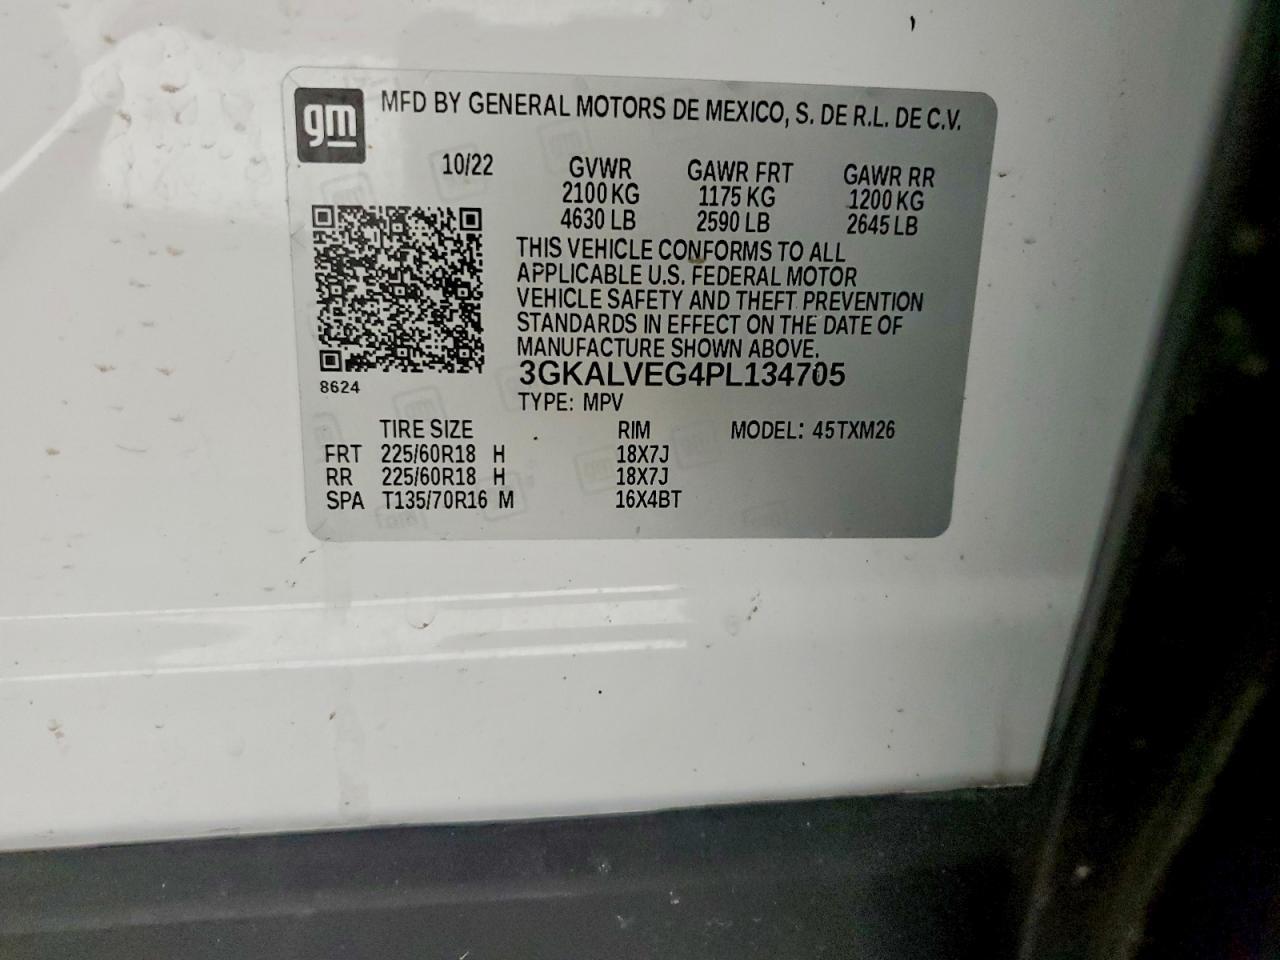 gm MFD BY GENERAL MOTORS DE MEXICO, S. DE R.L. DE C.V.
10/22 GVWR GAWR FRT GAWR RR
2100 KG 1175 KG 1200 KG
4630 LB 2590 LB 2645 LB
THIS VEHICLE CONFORMS TO ALL
APPLICABLE U.S. FEDERAL MOTOR
VEHICLE SAFETY AND THEFT PREVENTION
STANDARDS IN EFFECT ON THE DATE OF
MANUFACTURE SHOWN ABOVE.
3GKALVEG4PL134705
8624
TYPE: MPV
TIRE SIZE RIM MODEL: 45TXM26
FRT 225/60R18 H 18X7J
RR 225/60R18 H 18X7J
SPA T135/70R16 M 16X4BT